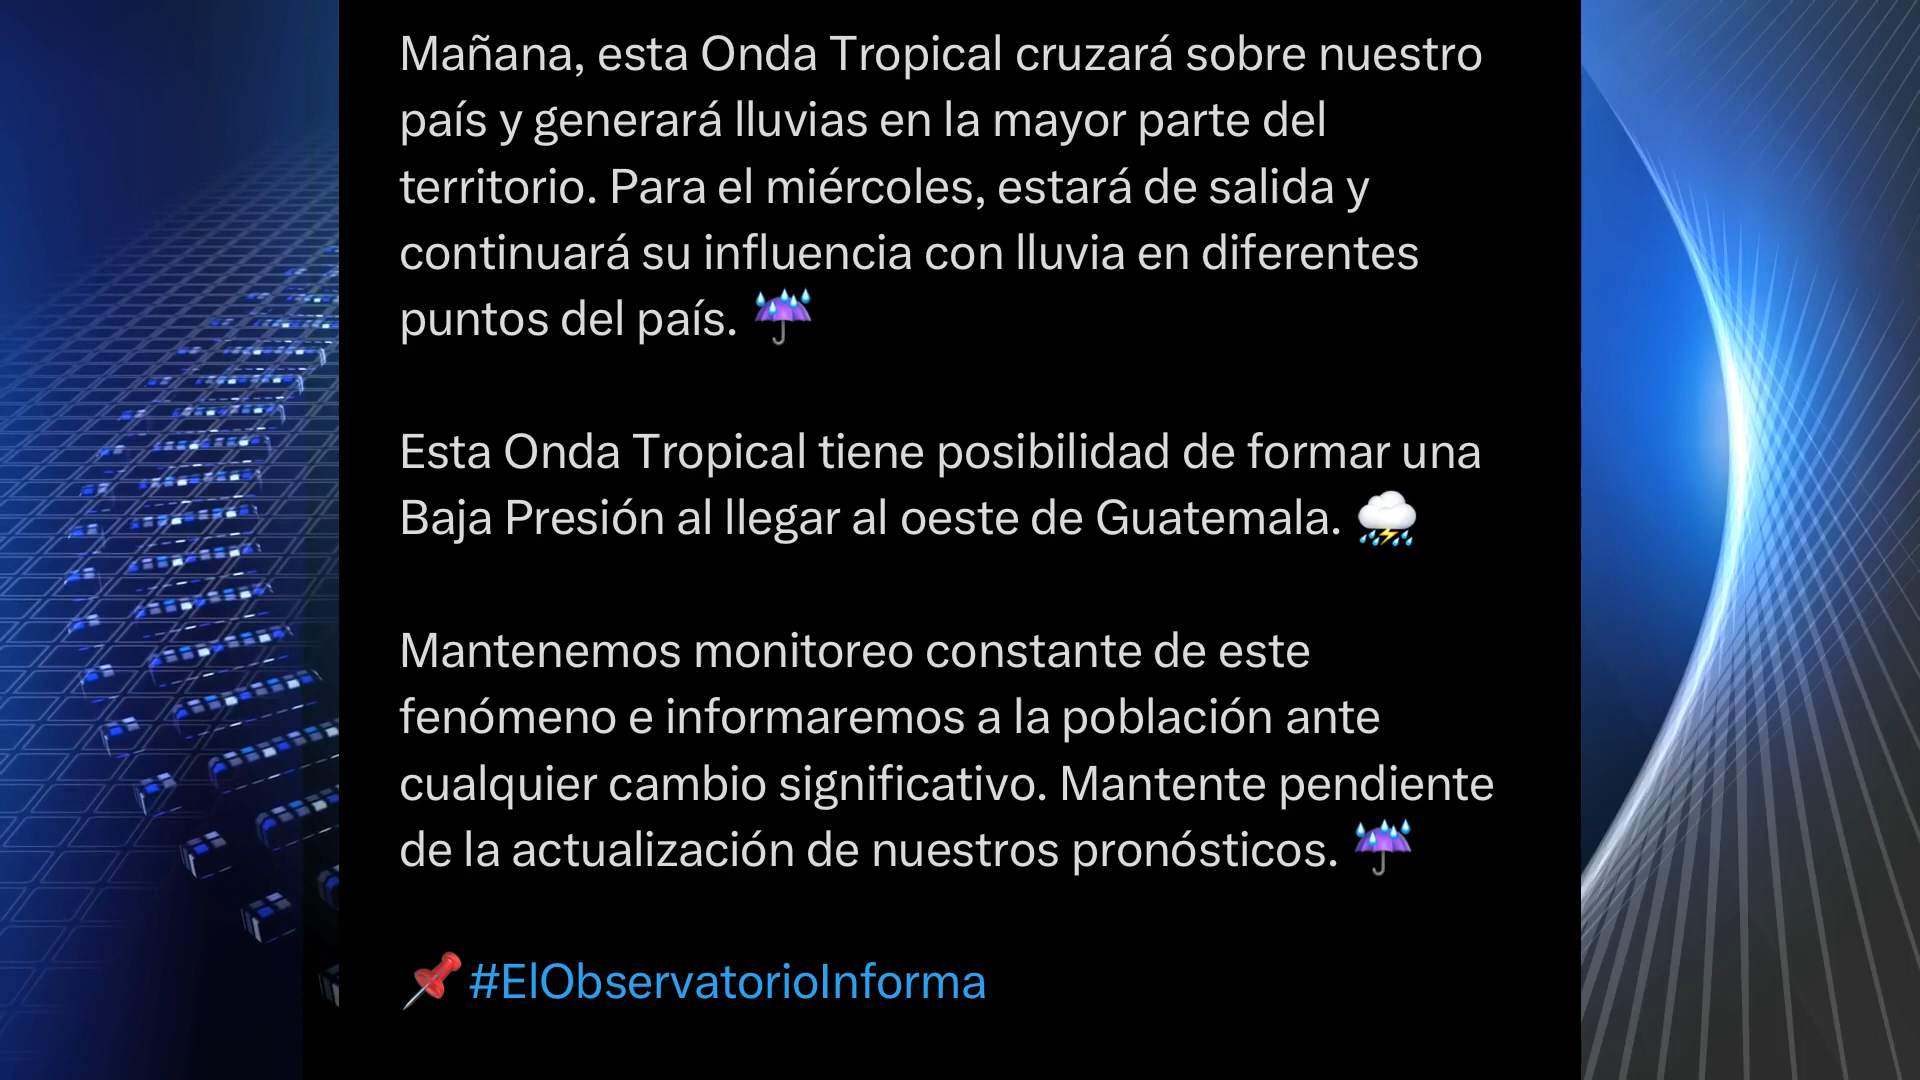 Mañana, esta Onda Tropical cruzará sobre nuestro
país y generará lluvias en la mayor parte del
territorio. Para el miércoles, estará de salida y
continuará su influencia con lluvia en diferentes
puntos del país. ☔
Esta Onda Tropical tiene posibilidad de formar una
Baja Presión al llegar al oeste de Guatemala. ⛈️
Mantenemos monitoreo constante de este
fenómeno e informaremos a la población ante
cualquier cambio significativo. Mantente pendiente
de la actualización de nuestros pronósticos. ☔
📌#ElObservatorioInforma